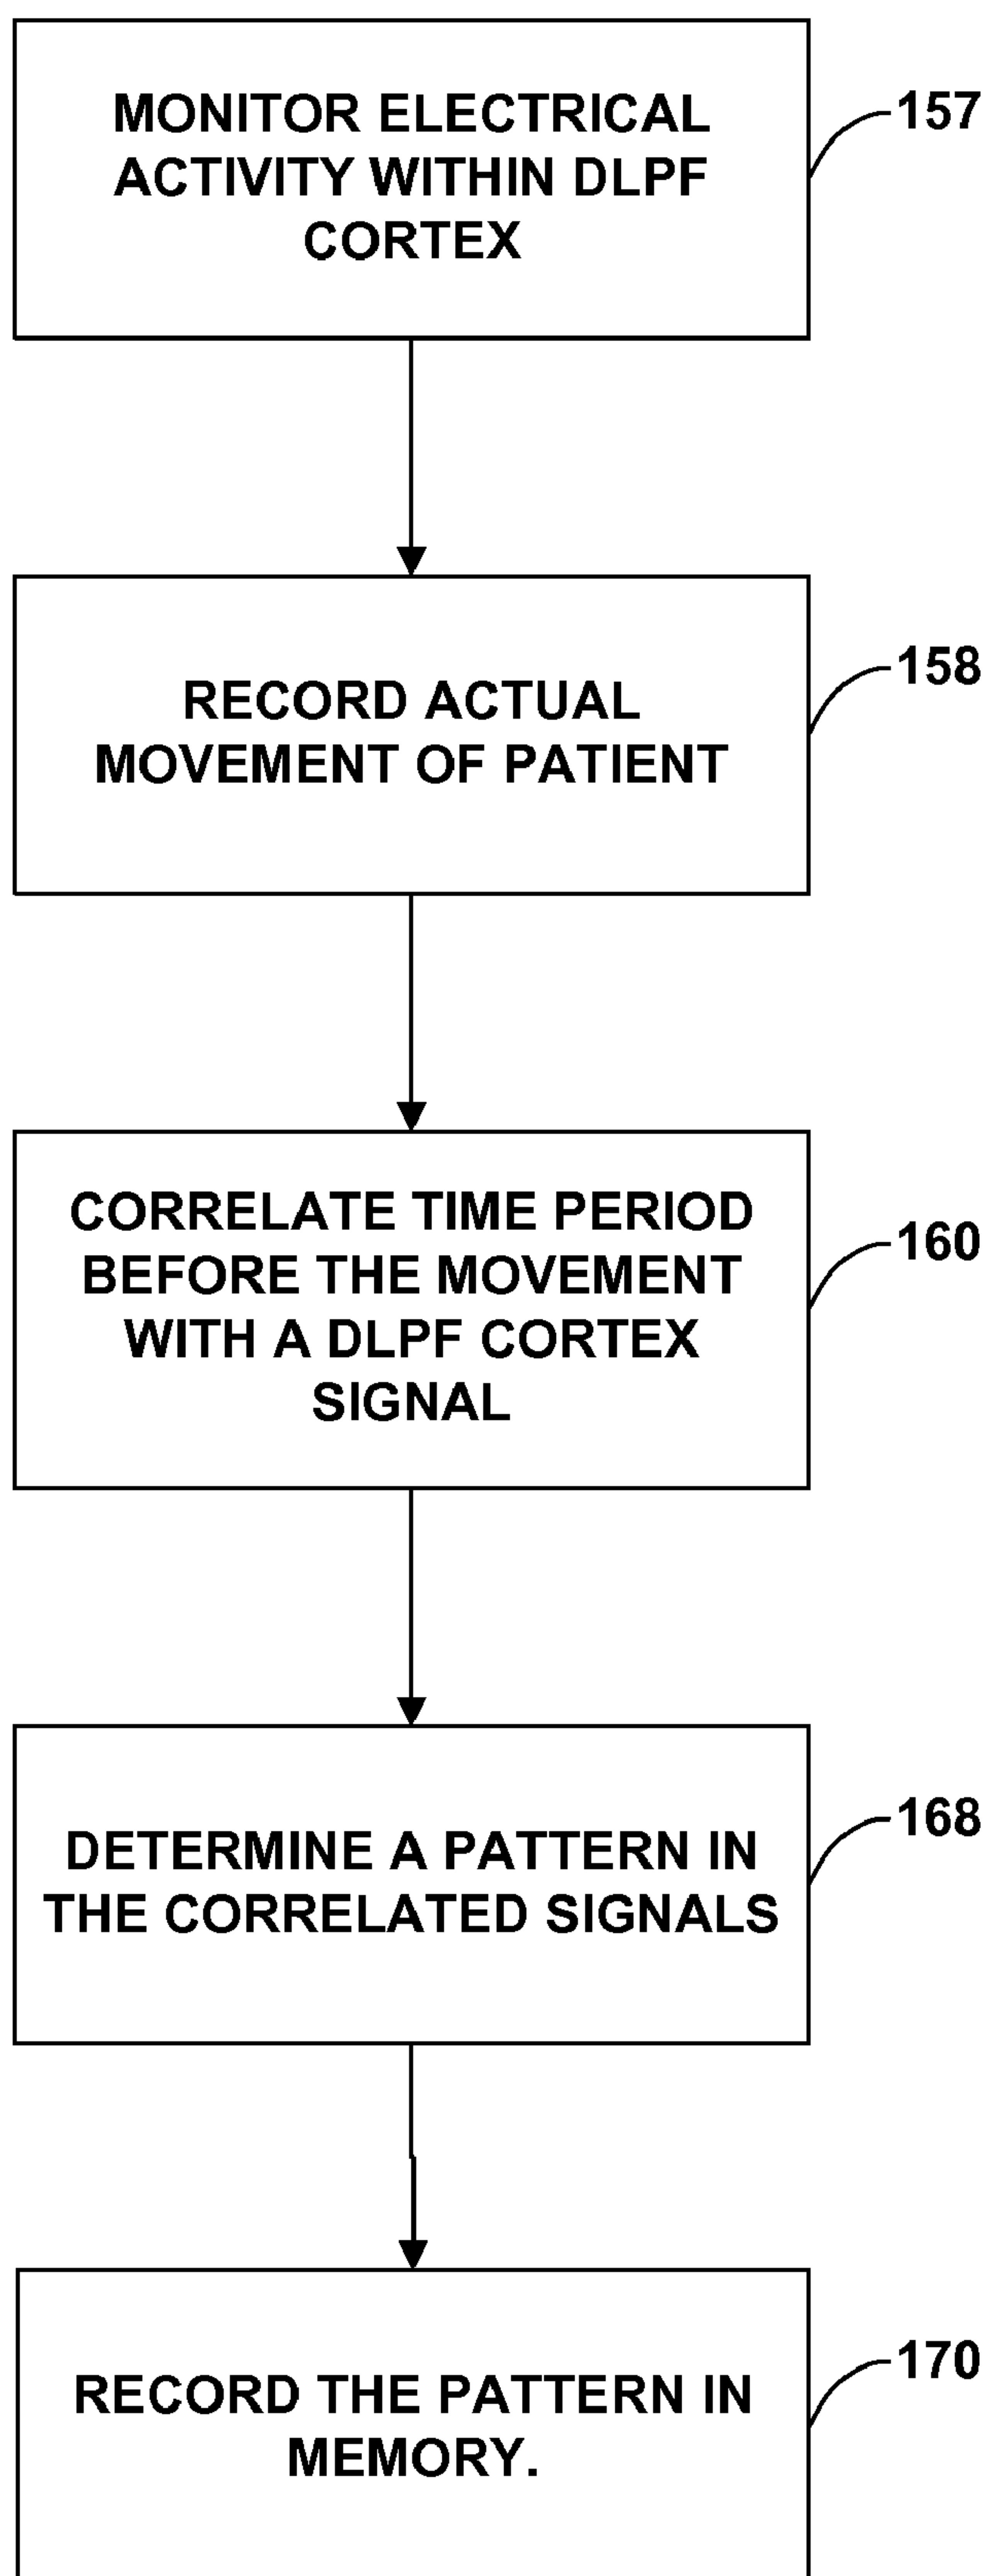 MONITOR ELECTRICAL
ACTIVITY WITHIN DLPF
CORTEX
157
RECORD ACTUAL
MOVEMENT OF PATIENT
158
CORRELATE TIME PERIOD
BEFORE THE MOVEMENT
WITH A DLPF CORTEX
SIGNAL
160
DETERMINE A PATTERN IN
THE CORRELATED SIGNALS
168
RECORD THE PATTERN IN
MEMORY.
170